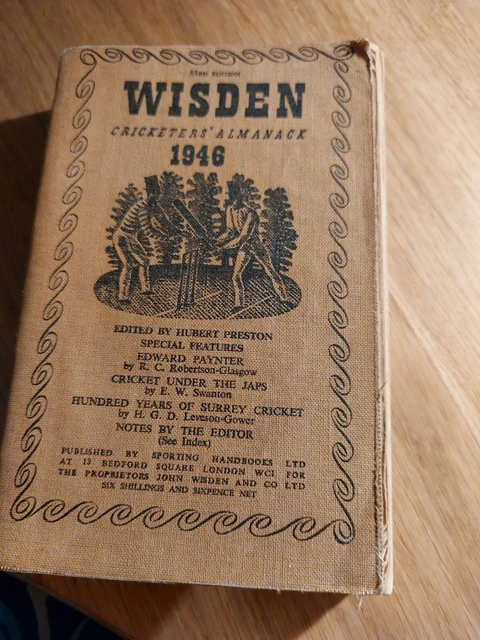 83RD EDITION
WISDEN
CRICKETERS' ALMANACK
1946
EDITED BY HUBERT PRESTON
SPECIAL FEATURES
EDWARD PAYNTER
by R. C. Robertson-Glasgow
CRICKET UNDER THE JAPS
by E. W. Swanton
HUNDRED YEARS OF SURREY CRICKET
by H. G. D. Leveson-Gower
NOTES BY THE EDITOR
(See Index)
PUBLISHED BY SPORTING HANDBOOKS LTD
AT 13 BEDFORD SQUARE LONDON WC1 FOR
THE PROPRIETORS JOHN WISDEN AND CO LTD
SIX SHILLINGS AND SIXPENCE NET